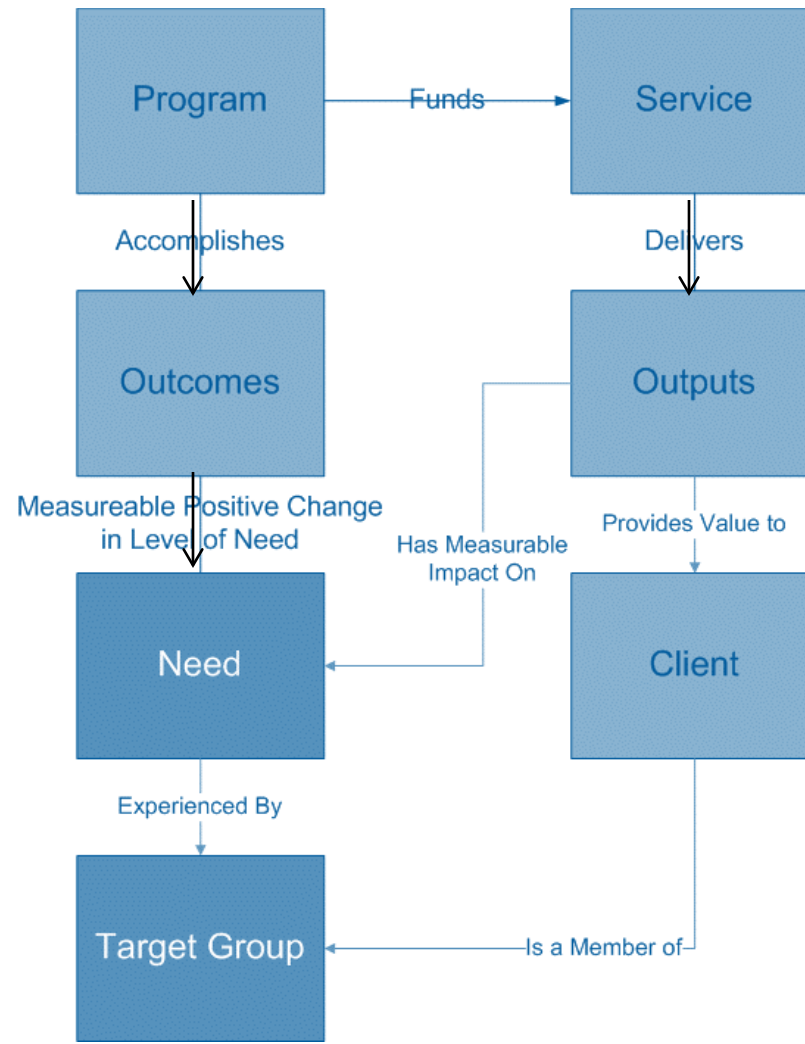 Program
Funds
Service
Accomplishes
Delivers
Outcomes
Outputs
Measureable Positive Change
in Level of Need
Provides Value to
Has Measurable
Impact On
Need
Client
Experienced By
Target Group
Is a Member of